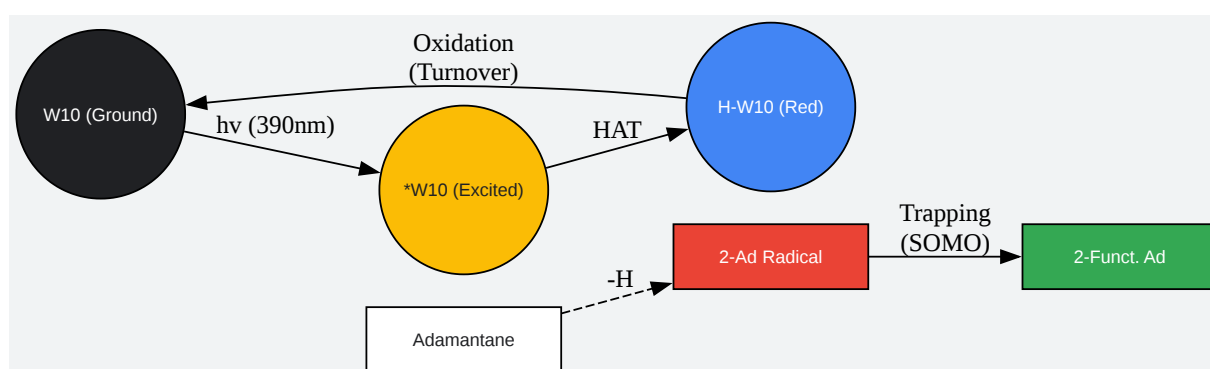 Oxidation
(Turnover)
W10 (Ground)
hv (390nm)
*W10 (Excited)
HAT
H-W10 (Red)
Adamantane
-H
2-Ad Radical
Trapping
(SOMO)
2-Funct. Ad